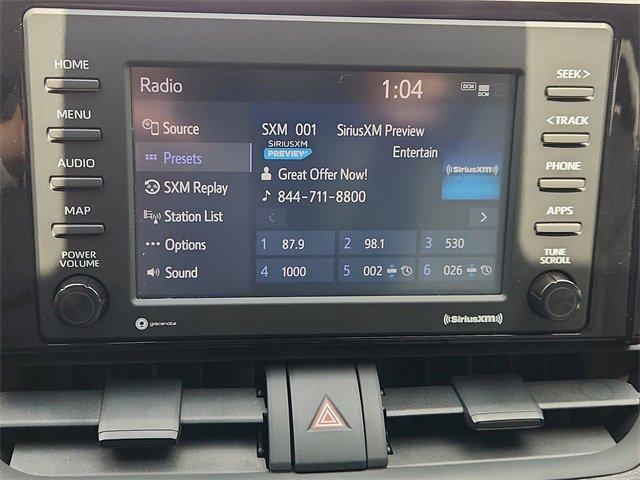 HOME
MENU
AUDIO
MAP
POWER
VOLUME
Radio
1:04
DCM
DCM
Source
Presets
SXM Replay
Station List
Options
Sound
SXM 001 SiriusXM Preview
SIRIUSXM
PREVIEW
Entertain
Great Offer Now!
844-711-8800
SiriusXM
< >
1 87.9 2 98.1 3 530
4 1000 5 002 6 026
SEEK>
<TRACK
PHONE
APPS
TUNE
SCROLL
gracenote
SiriusXM